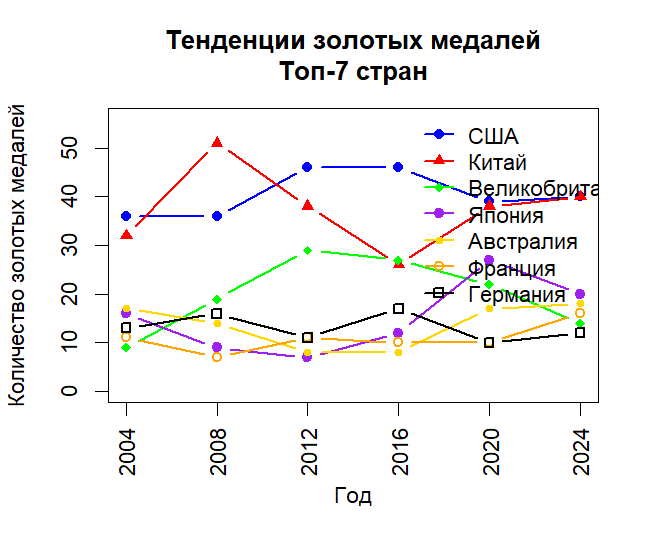 Тенденции золотых медалей
Топ-7 стран
Количество золотых медалей
50
40
30
20
10
0
США
Китай
Великобрита
Япония
Австралия
Франция
Германия
2004
2008
2012
2016
2020
2024
Год